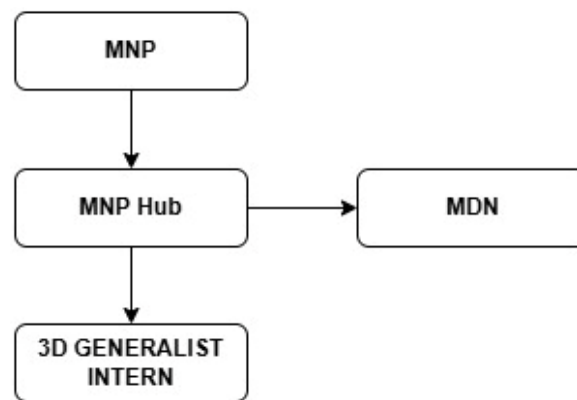 MNP
MNP Hub
MDN
3D GENERALIST
INTERN